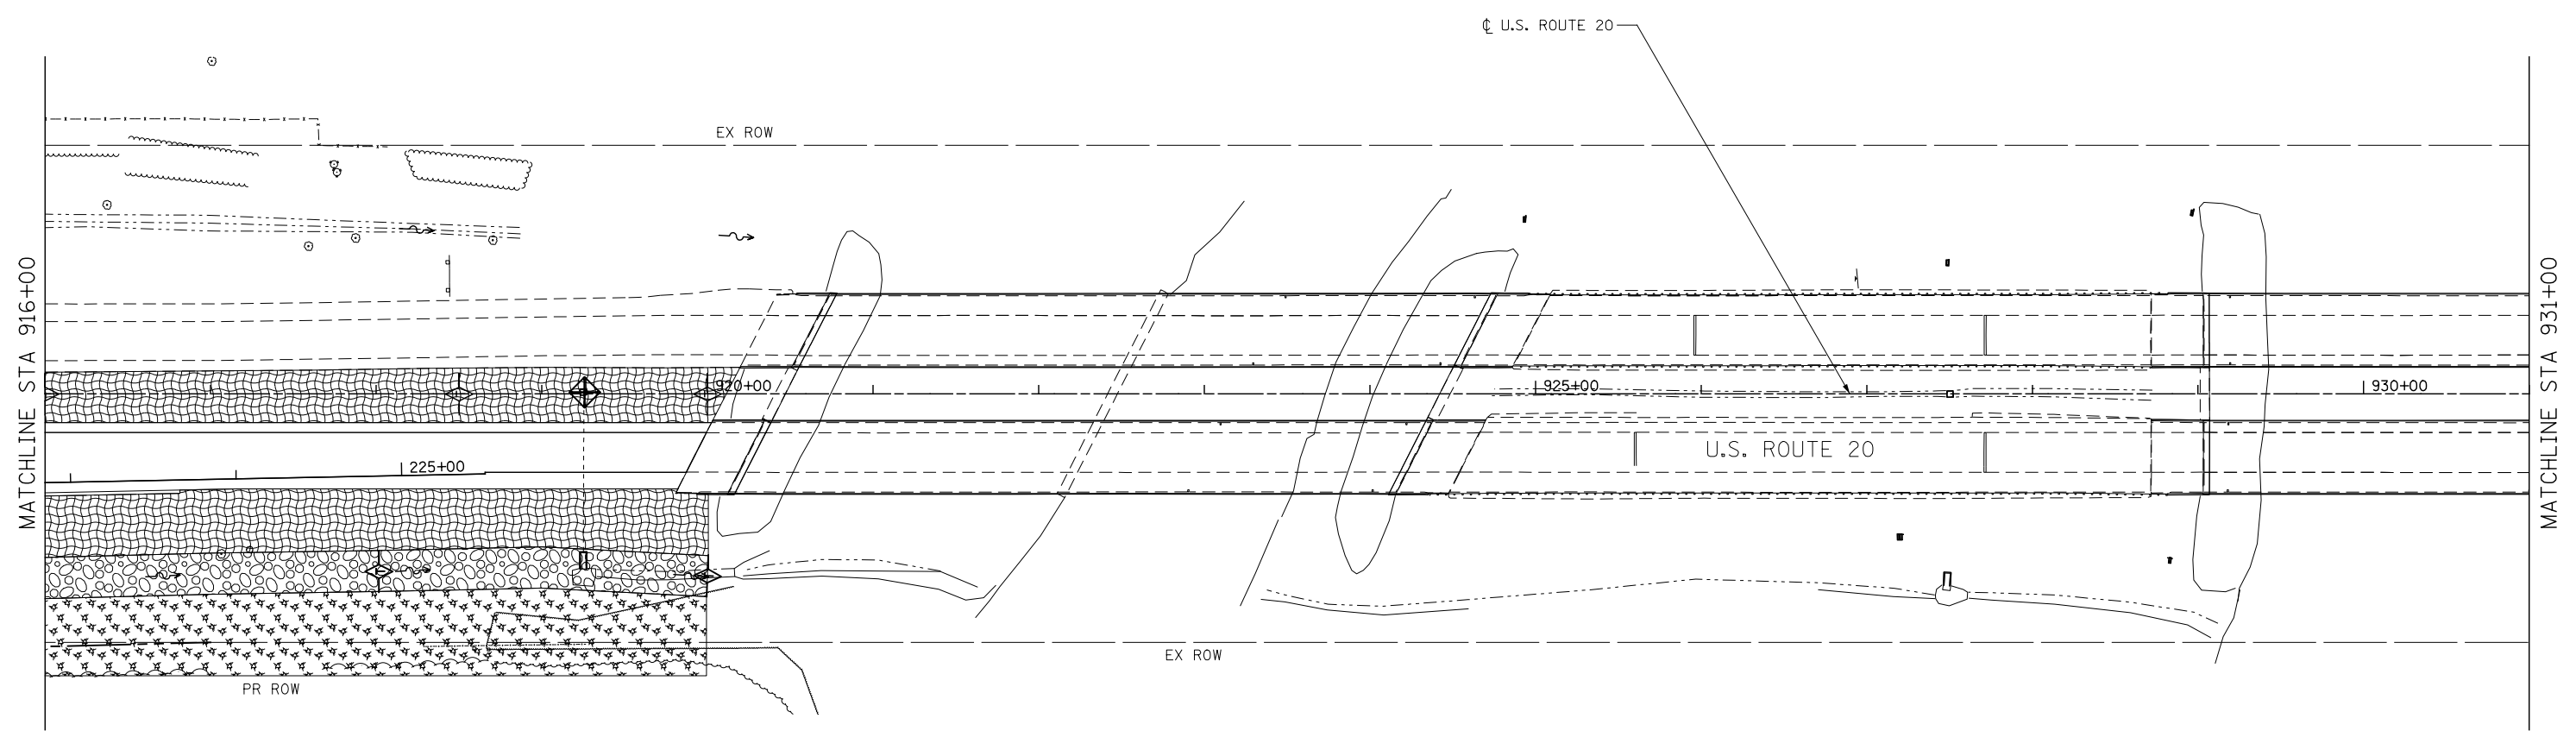 ℄ U.S. ROUTE 20
EX ROW
MATCHLINE STA 916+00
MATCHLINE STA 931+00
920+00
925+00
930+00
U.S. ROUTE 20
225+00
EX ROW
PR ROW